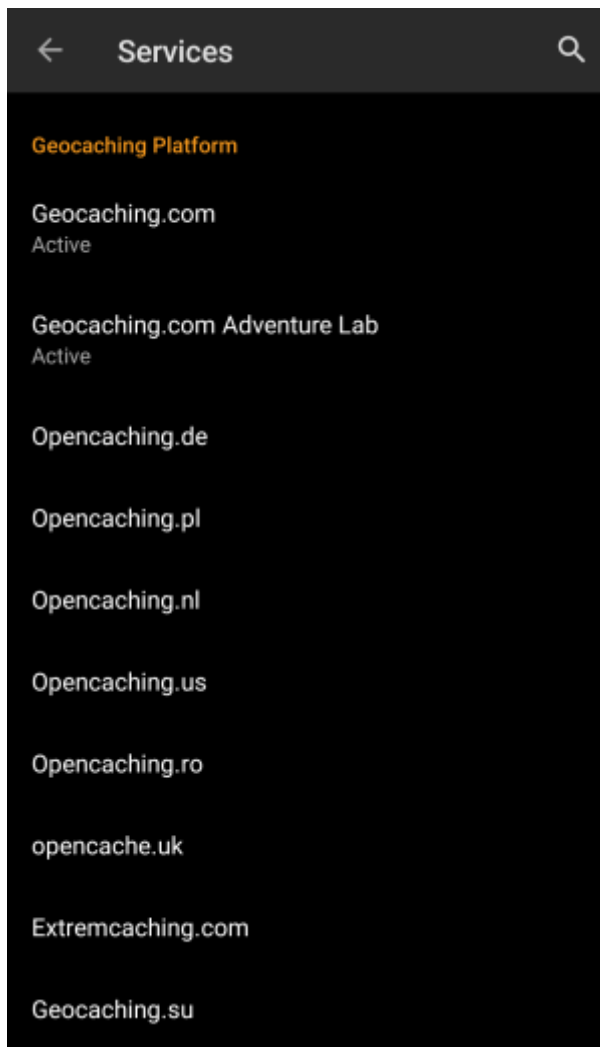 Services
Geocaching Platform
Geocaching.com
Active
Geocaching.com Adventure Lab
Active
Opencaching.de
Opencaching.pl
Opencaching.nl
Opencaching.us
Opencaching.ro
opencache.uk
Extremcaching.com
Geocaching.su